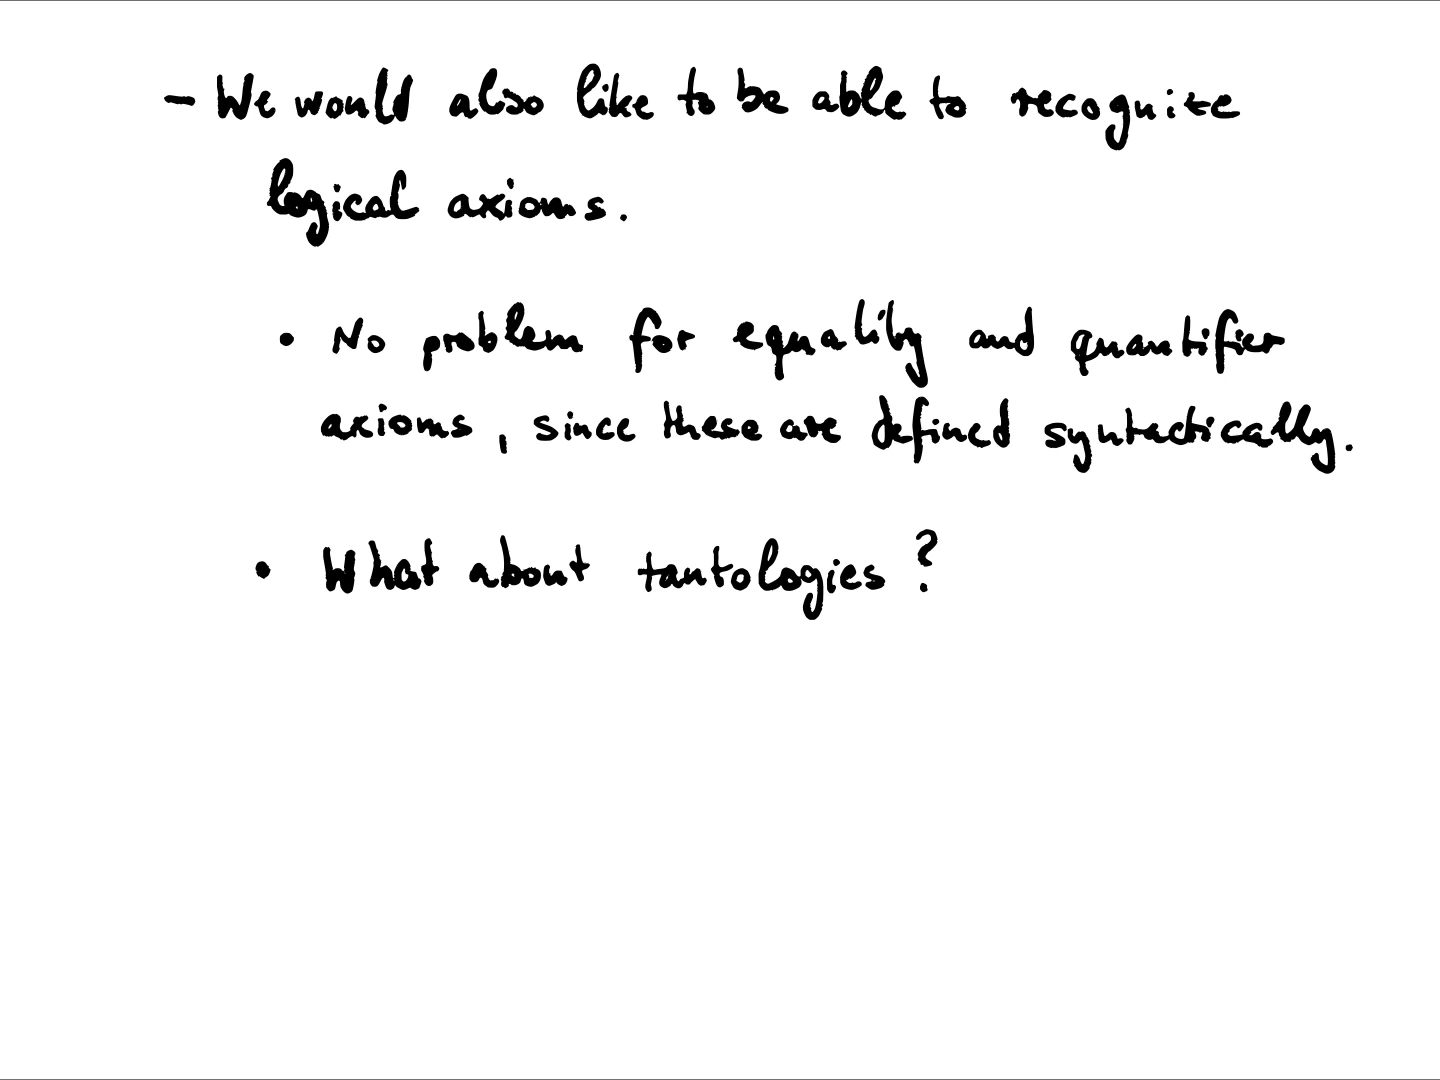 - We would also like to be able to recognize
logical axioms.
• No problem for equality and quantifier
axioms, since these are defined syntactically.
• What about tautologies?